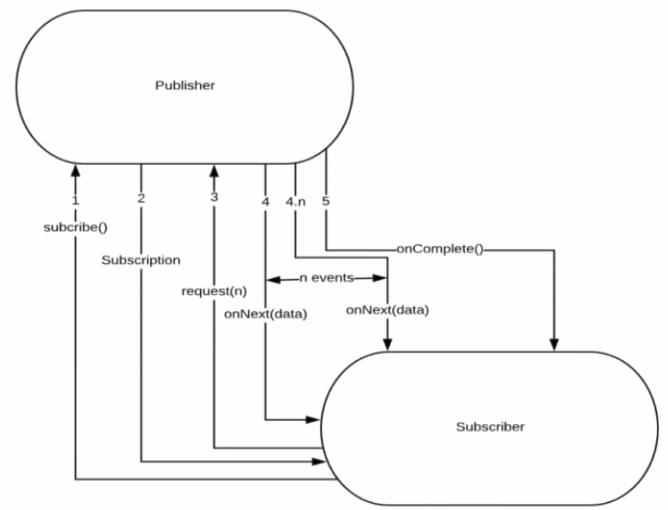 Publisher
1
2
3
4
4.n
5
subcribe()
onComplete()
Subscription
n events
request(n)
onNext(data)
onNext(data)
Subscriber